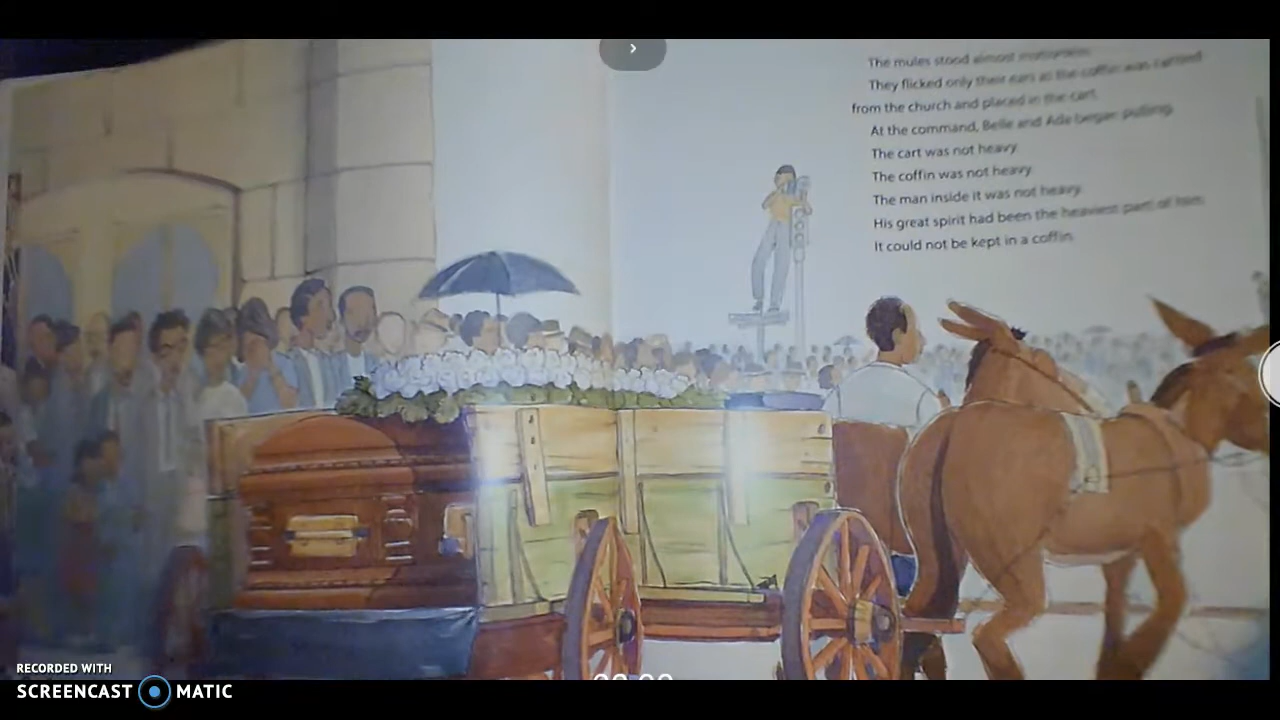 The mules stood almost motionless.
They flicked only their ears as the coffin was carried
from the church and placed in the cart.
At the command, Belle and Ada began pulling.
The cart was not heavy.
The coffin was not heavy.
The man inside it was not heavy.
His great spirit had been the heaviest part of him.
It could not be kept in a coffin.
RECORDED WITH
SCREENCAST MATIC